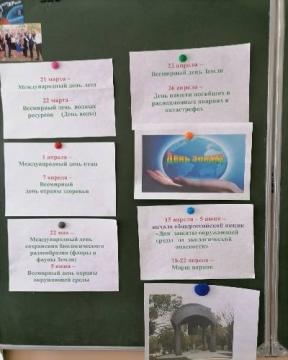 21 марта –
Международный день леса
22 марта –
Всемирный день водных
ресурсов (День воды)
1 апреля –
Международный день птиц
7 апреля
Всемирный
день охраны здоровья
22 мая –
Международный день
сохранения биологического
разнообразия (флоры и
фауны Земли)
5 июня –
Всемирный день охраны
окружающей среды
22 апреля –
Всемирный день Земли
26 апреля –
День памяти погибших в
радиационных авариях и
катастрофах
День Земли
15 апреля – 5 июня –
начало общероссийской акции
«Дни защиты окружающей
среды от экологической
опасности»
18-22 апреля –
Марш парков